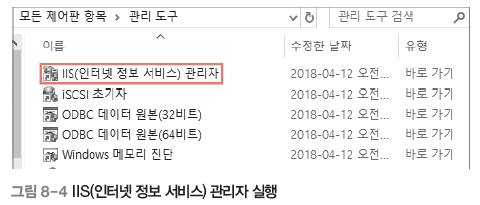 모든 제어판 항목 > 관리 도구 관리 도구 검색
이름 수정한 날짜 유형
IIS(인터넷 정보 서비스) 관리자 2018-04-12 오전... 바로 가기
iSCSI 초기자 2018-04-12 오전... 바로 가기
ODBC 데이터 원본(32비트) 2018-04-12 오전... 바로 가기
ODBC 데이터 원본(64비트) 2018-04-12 오전... 바로 가기
Windows 메모리 진단 2018-04-12 오전... 바로 가기
그림 8-4 IIS(인터넷 정보 서비스) 관리자 실행